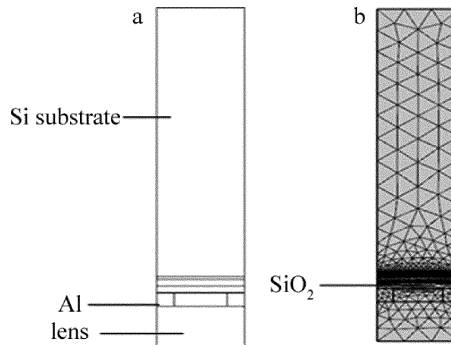 a
b
Si substrate
SiO₂
Al
lens